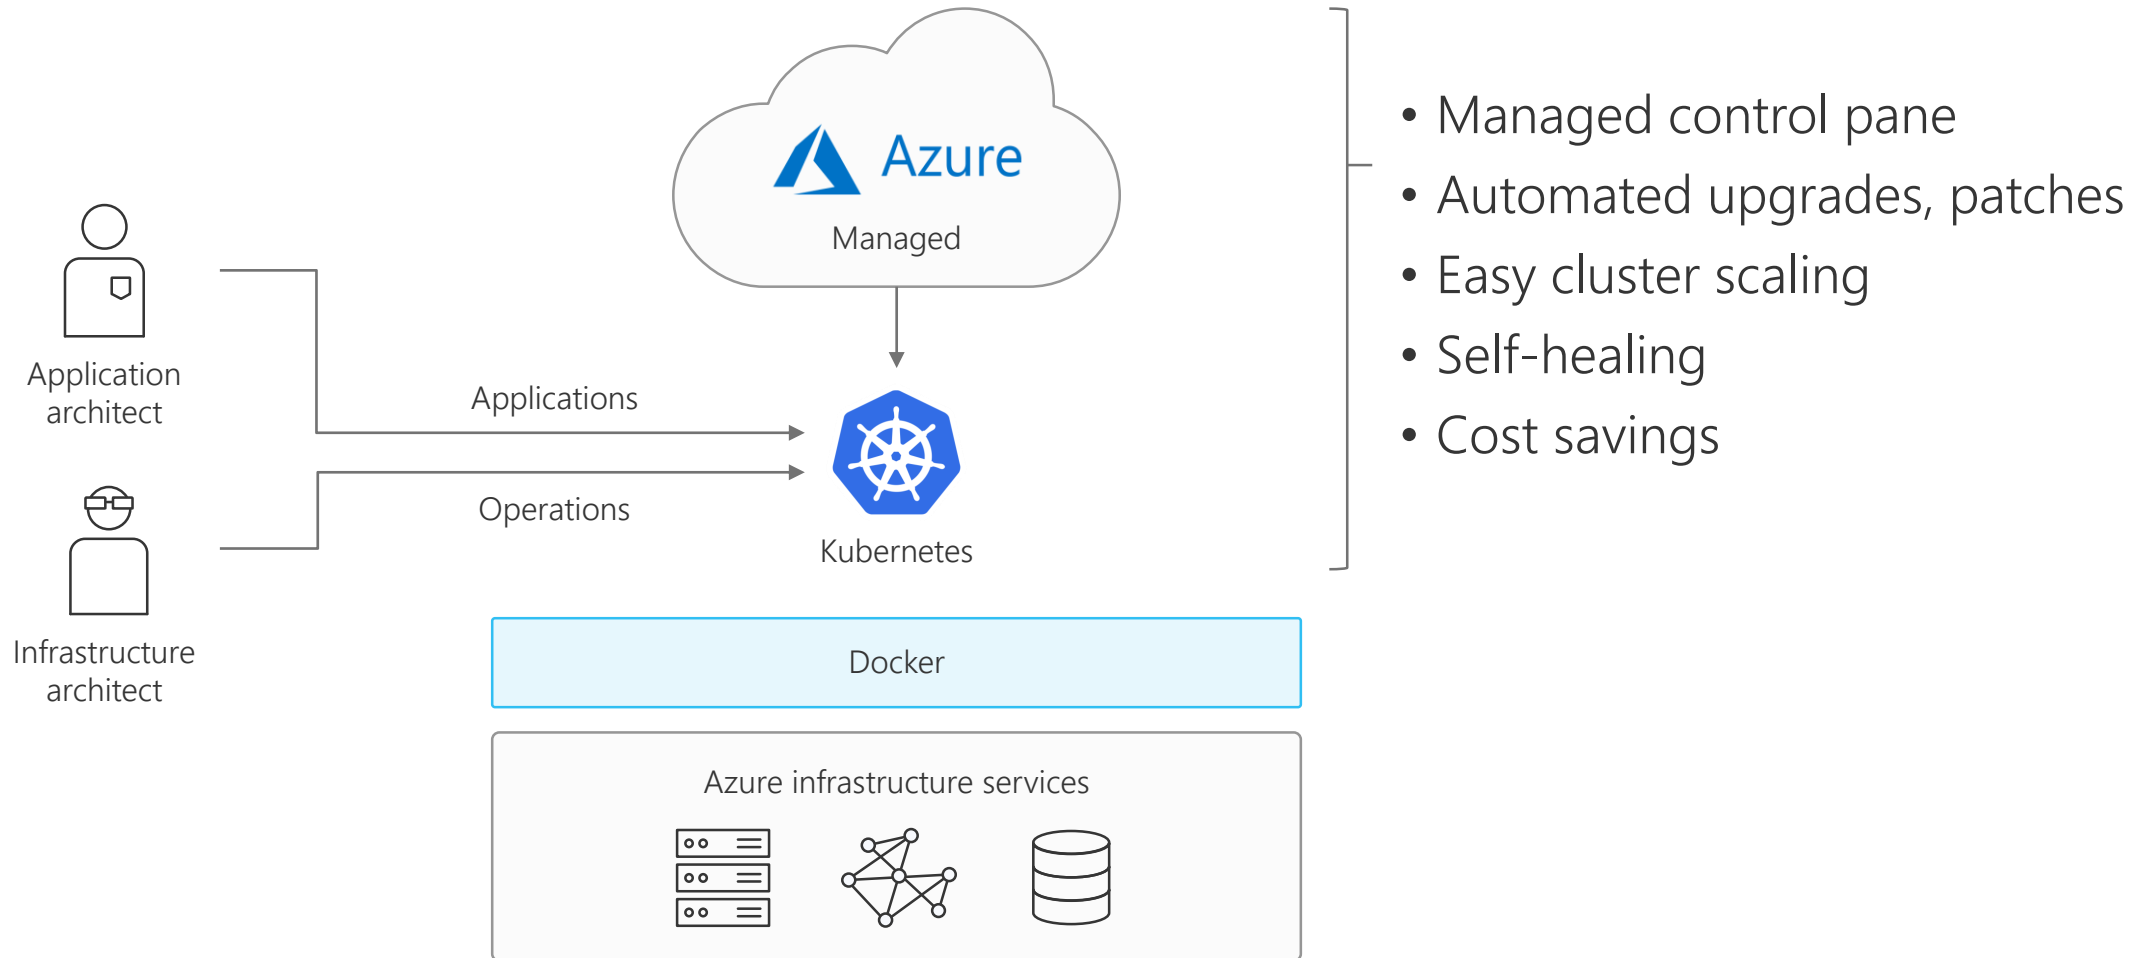 Azure
Managed
Application
architect
Applications
Operations
Kubernetes
Infrastructure
architect
Docker
Azure infrastructure services
• Managed control pane
• Automated upgrades, patches
• Easy cluster scaling
• Self-healing
• Cost savings